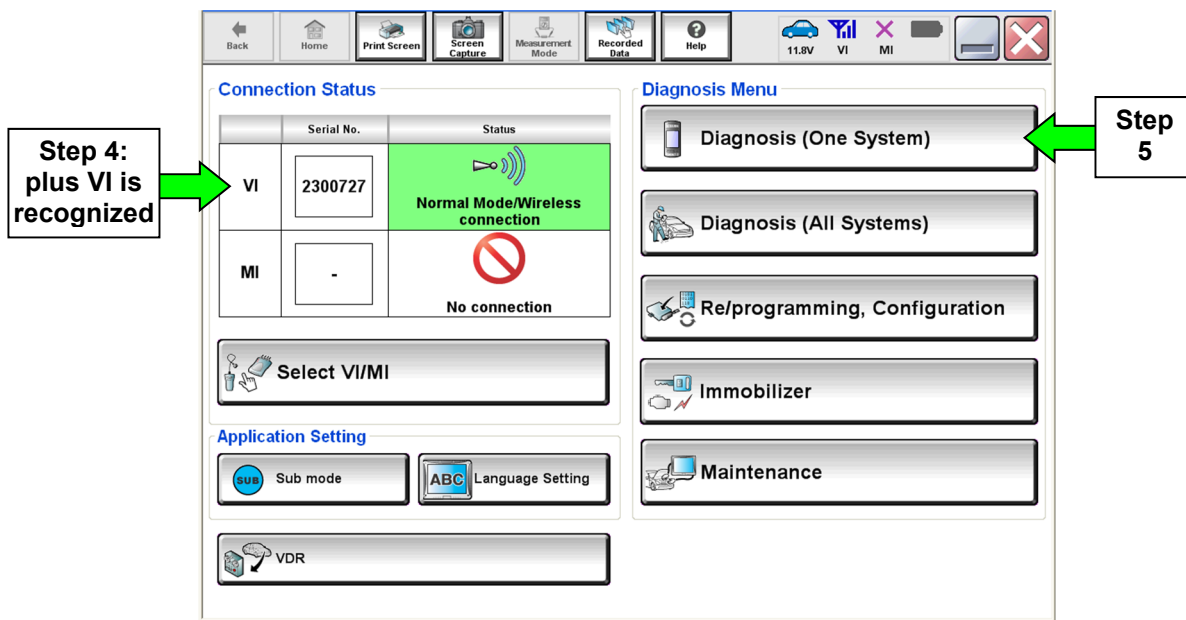 Back
Home
Print Screen
Screen
Capture
Measurement
Mode
Recorded
Data
Help
11.8V
VI
MI
Connection Status
Serial No.
Status
VI
2300727
Normal Mode/Wireless
connection
MI
-
No connection
Select VI/MI
Application Setting
SUB
Sub mode
ABC
Language Setting
VDR
Diagnosis Menu
Diagnosis (One System)
Diagnosis (All Systems)
Re/programming, Configuration
Immobilizer
Maintenance
Step 4:
plus VI is
recognized
Step
5